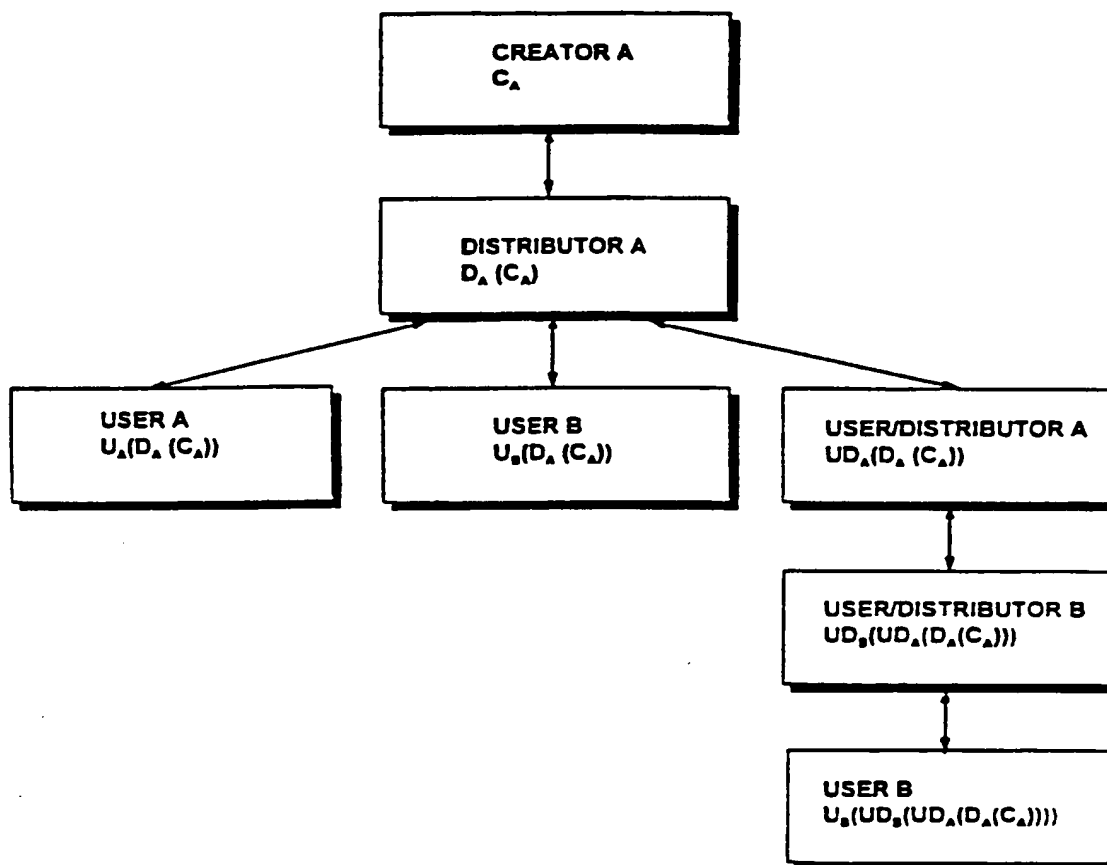 CREATOR A
C_A
DISTRIBUTOR A
D_A (C_A)
USER A
U_A(D_A (C_A))
USER B
U_B(D_A (C_A))
USER/DISTRIBUTOR A
UD_A(D_A (C_A))
USER/DISTRIBUTOR B
UD_B(UD_A(D_A(C_A)))
USER B
U_B(UD_B(UD_A(D_A(C_A))))